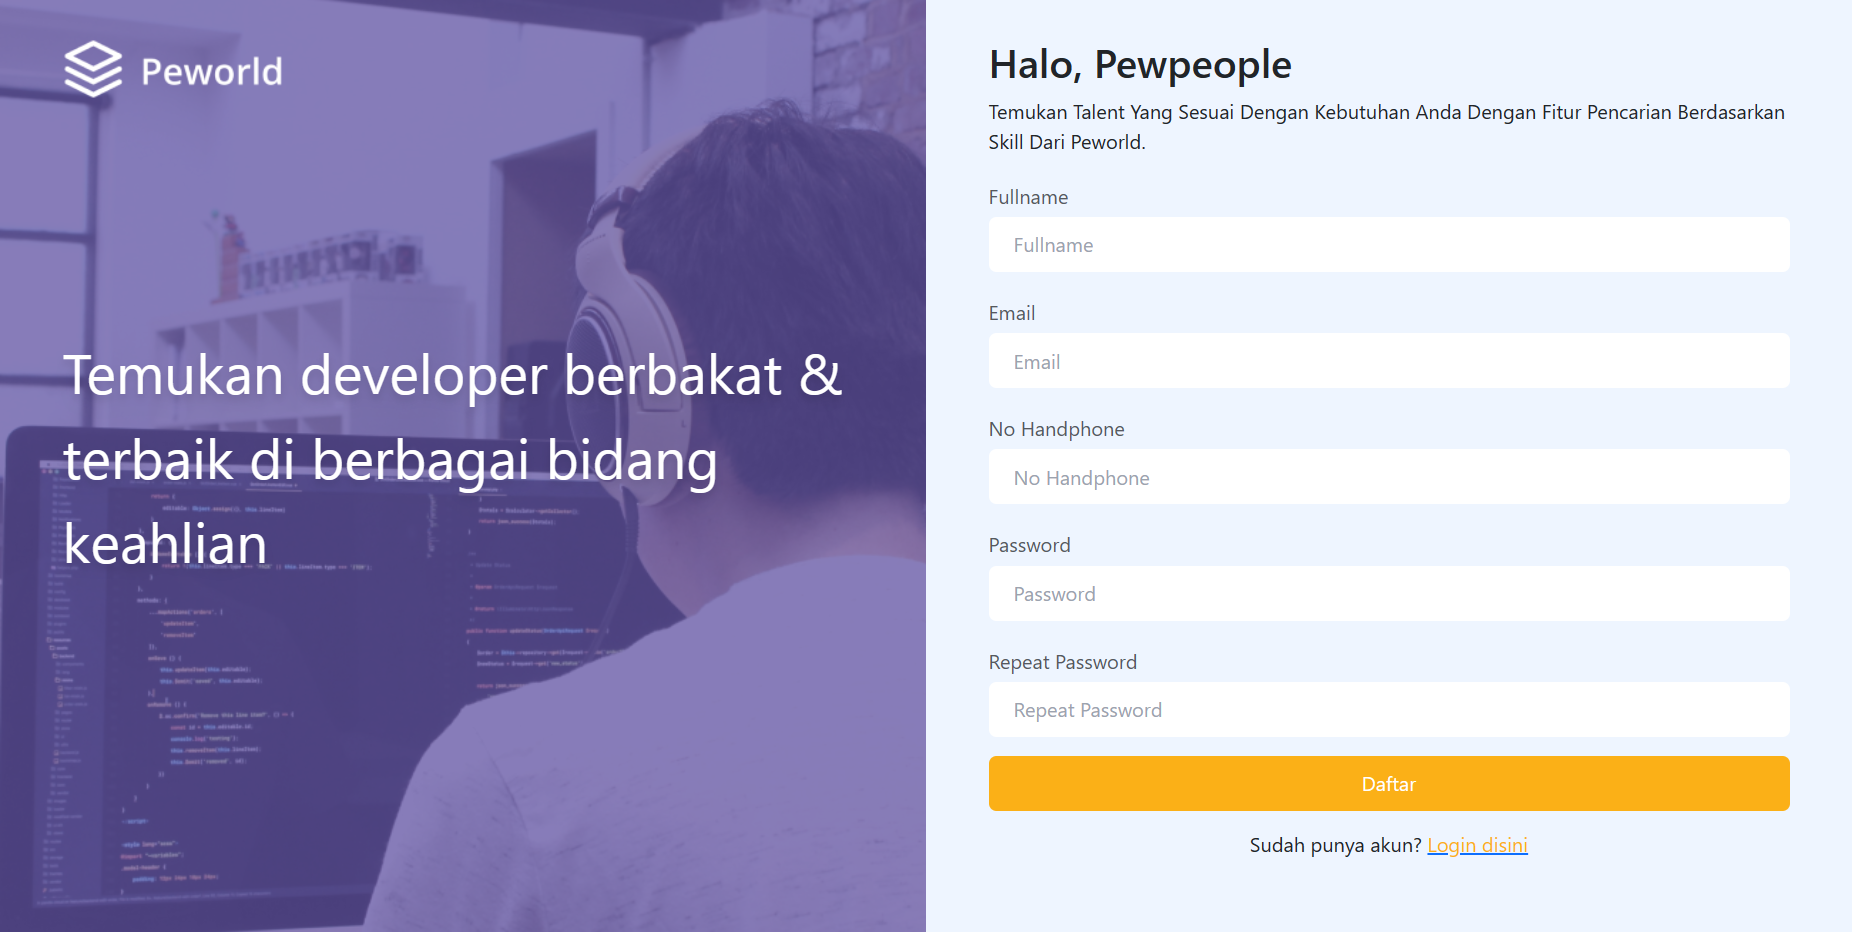 Peworld
Temukan developer berbakat &
terbaik di berbagai bidang
keahlian
Halo, Pewpeople
Temukan Talent Yang Sesuai Dengan Kebutuhan Anda Dengan Fitur Pencarian Berdasarkan
Skill Dari Peworld.
Fullname
Fullname
Email
Email
No Handphone
No Handphone
Password
Password
Repeat Password
Repeat Password
Daftar
Sudah punya akun? Login disini